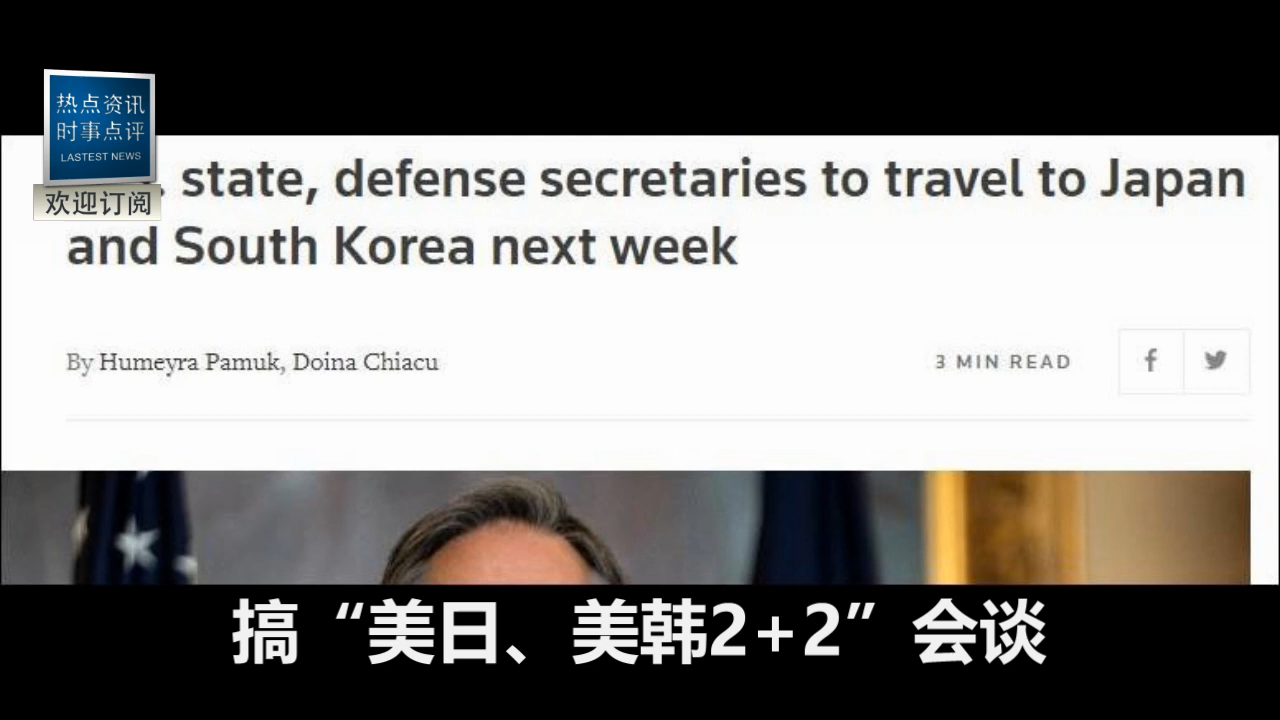 热点资讯
时事点评
LASTEST NEWS
欢迎订阅
. state, defense secretaries to travel to Japan
and South Korea next week
By Humeyra Pamuk, Doina Chiacu
3 MIN READ
搞“美日、美韩2+2”会谈